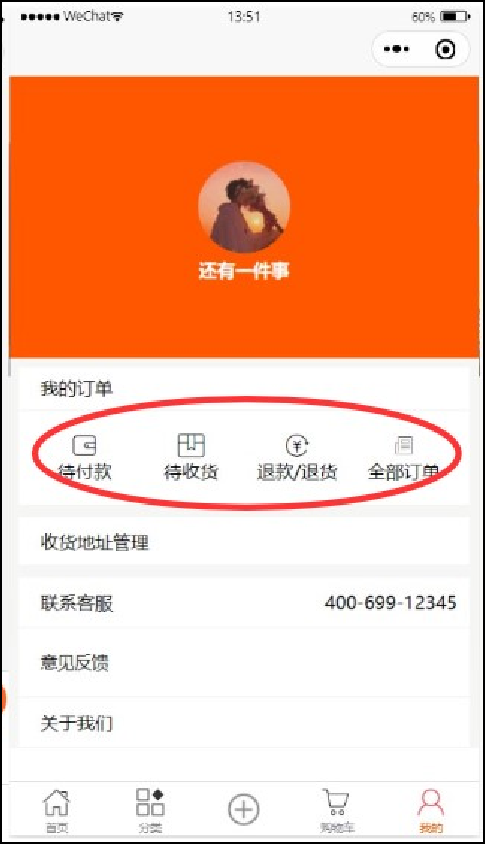 ●●●●● WeChat 13:51 60%
还有一件事
我的订单
待付款 待收货 退款/退货 全部订单
收货地址管理
联系客服 400-699-12345
意见反馈
关于我们
首页 分类 购物车 我的